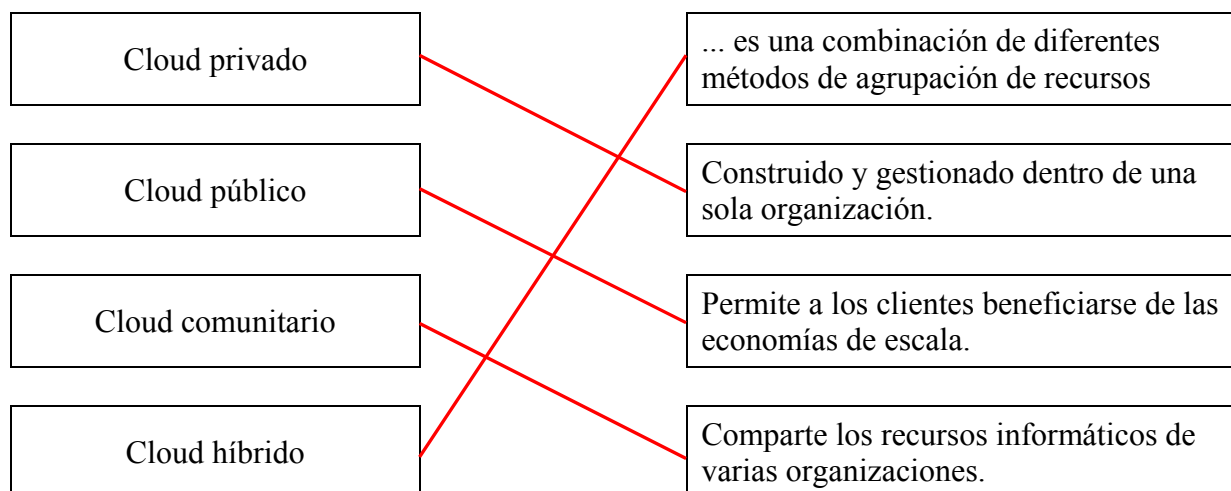 Cloud privado
... es una combinación de diferentes
métodos de agrupación de recursos
Cloud público
Construido y gestionado dentro de una
sola organización.
Cloud comunitario
Permite a los clientes beneficiarse de las
economías de escala.
Cloud híbrido
Comparte los recursos informáticos de
varias organizaciones.